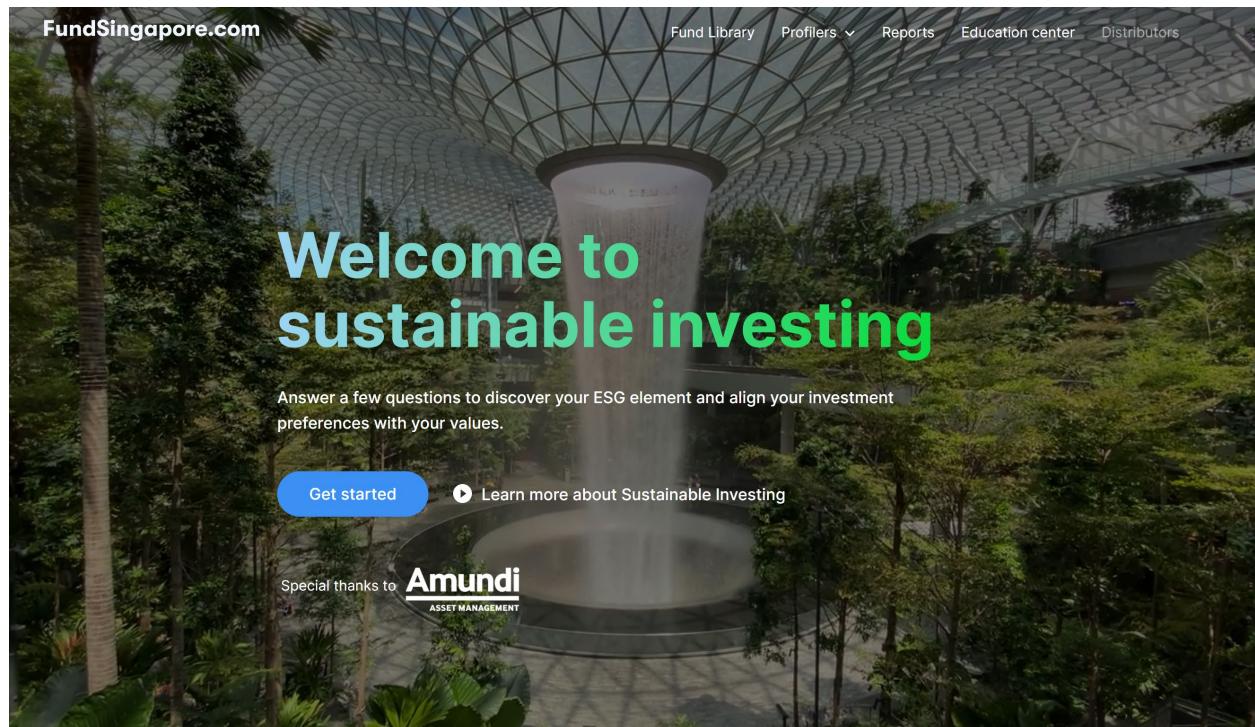 FundSingapore.com
Fund Library
Profilers
Reports
Education center
Distributors
Welcome to
sustainable investing
Answer a few questions to discover your ESG element and align your investment
preferences with your values.
Get started
Learn more about Sustainable Investing
Special thanks to
Amundi
ASSET MANAGEMENT